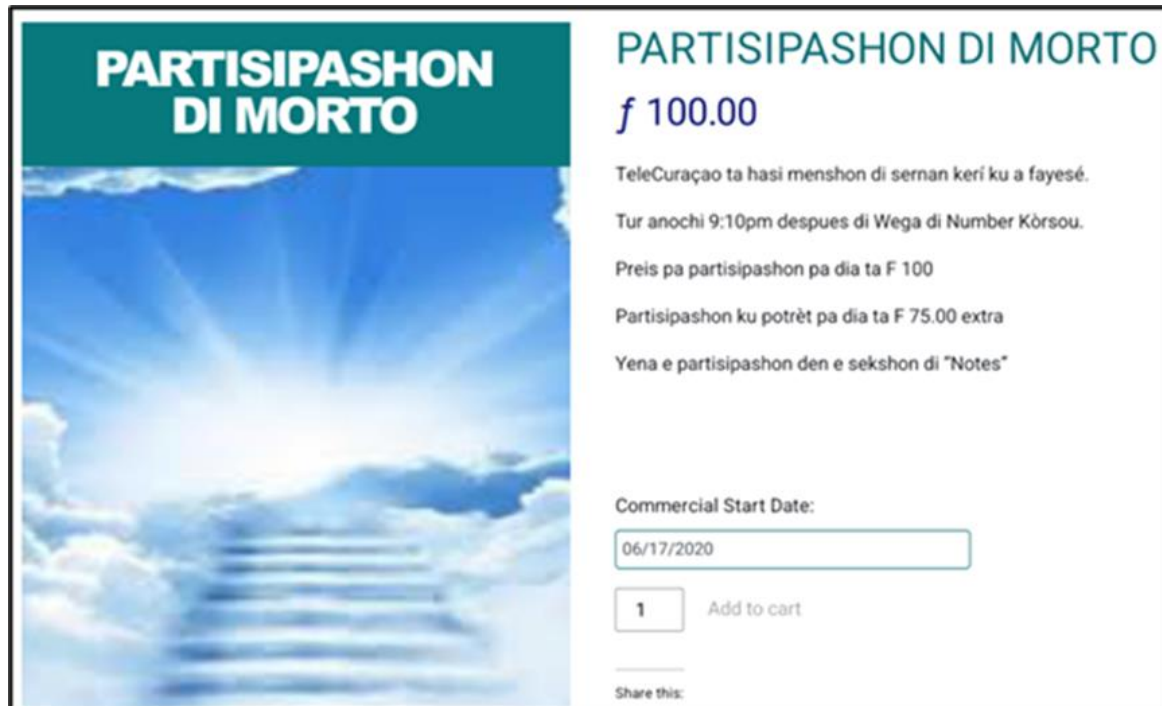 PARTISIPASHON
DI MORTO
PARTISIPASHON DI MORTO
ƒ 100.00
TeleCuraçao ta hasi menshon di sernan kerí ku a fayesé.
Tur anochi 9:10pm despues di Wega di Number Kòrsou.
Preis pa partisipashon pa dia ta F 100
Partisipashon ku potrèt pa dia ta F 75.00 extra
Yena e partisipashon den e sekshon di “Notes”
Commercial Start Date:
06/17/2020
1 Add to cart
Share this: